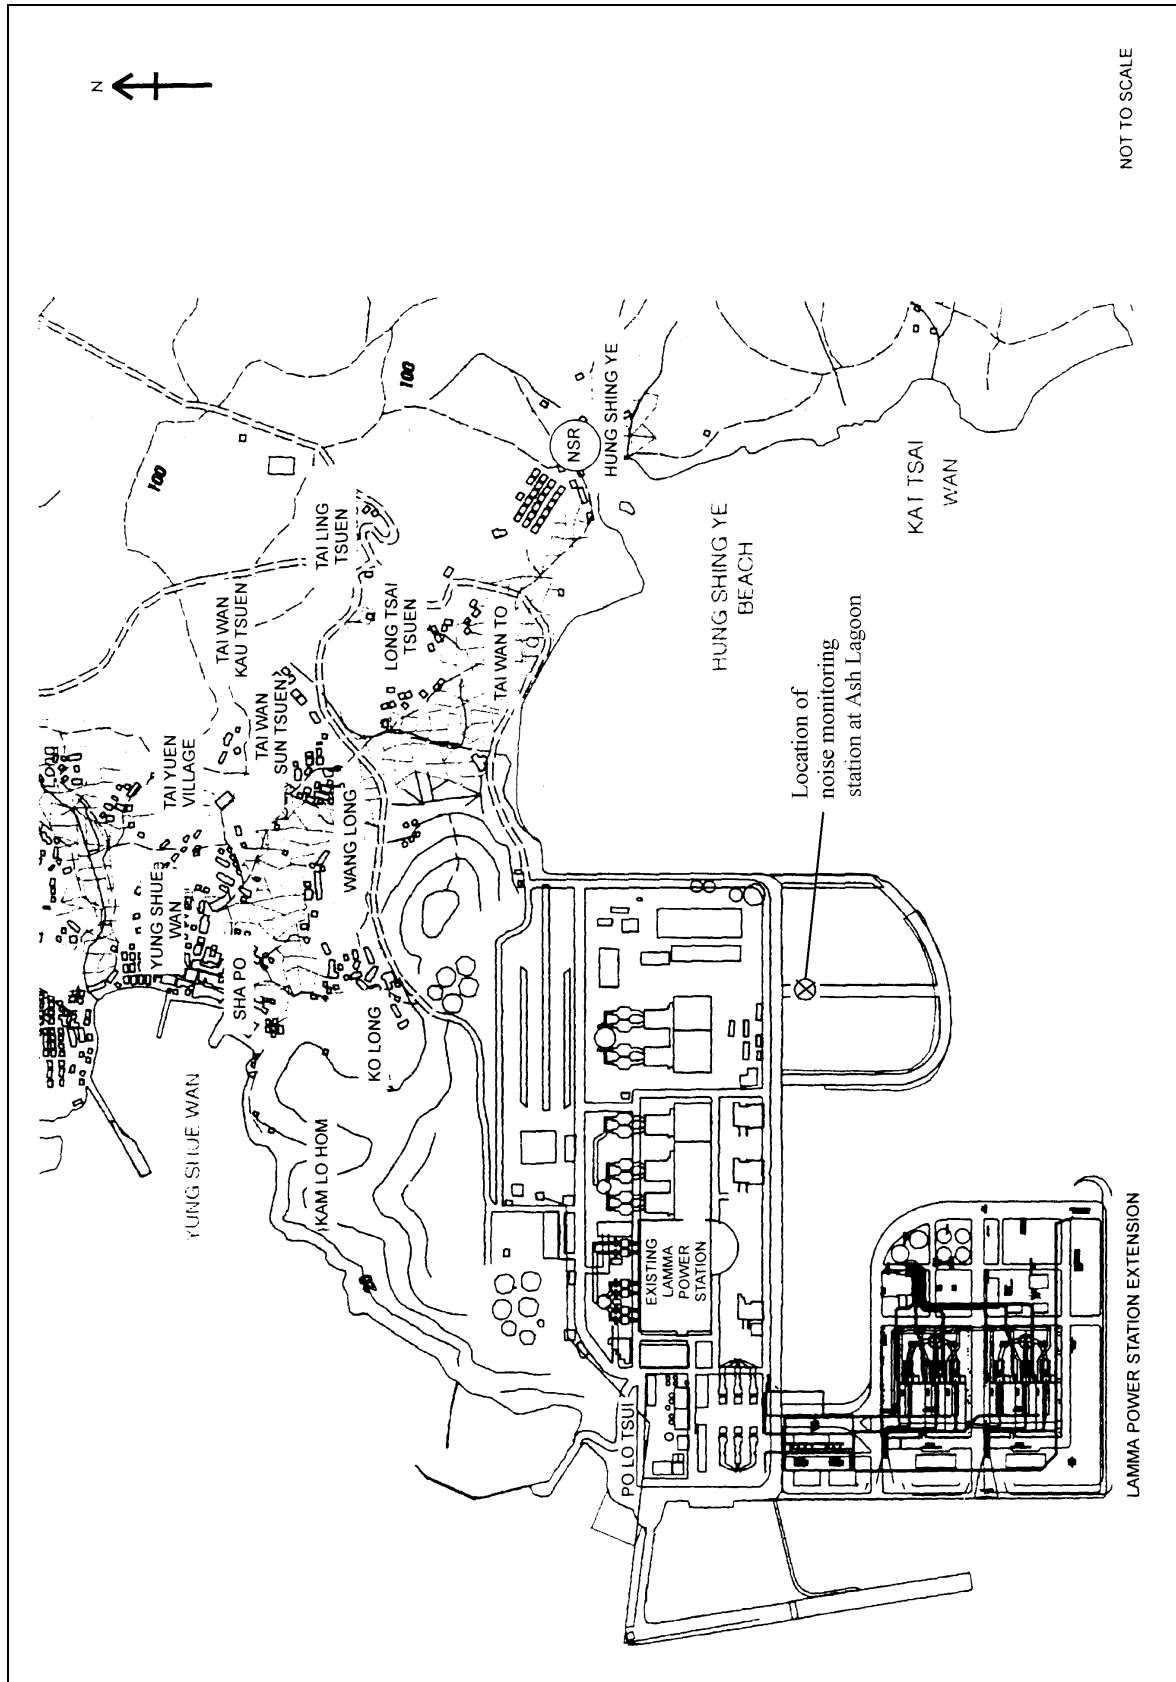 N
NOT TO SCALE
100
100
TAI LING
TSUEN
NSR
HUNG SHING YE
TAI WAN
KAU TSUEN
LONG TSAI
TSUEN
TAI WAN TO
HUNG SHING YE
BEACH
KAI TSAI
WAN
TAI YUEN
VILLAGE
TAI WAN
SUN TSUEN
YUNG SHUE
WAN
WANG LONG
SHA PO
KO LONG
YUNG SHUE WAN
KAM LO HOM
Location of
noise monitoring
station at Ash Lagoon
EXISTING
LAMMA
POWER
STATION
PO LO TSUI
LAMMA POWER STATION EXTENSION